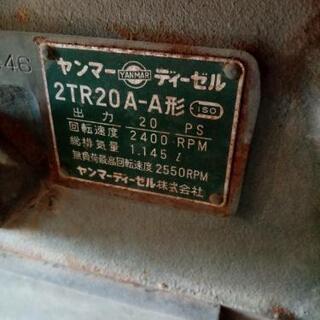 446
ヤンマー YANMAR ディーゼル
2TR20A-A形 ISO
出力 20 PS
回転速度 2400 RPM
総排気量 1.145 ℓ
無負荷最高回転速度 2550RPM
ヤンマーディーゼル株式会社